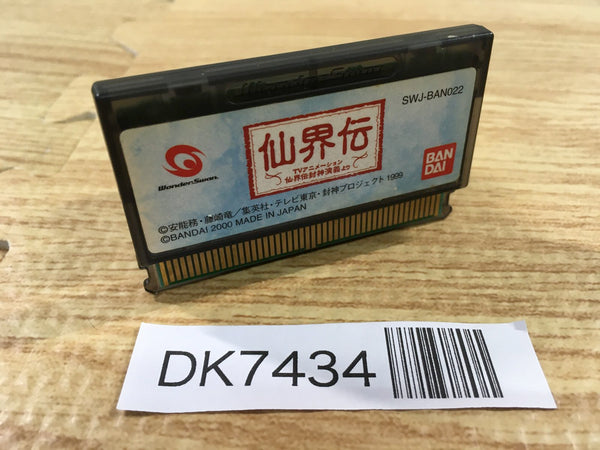 WonderSwan
SWJ-BAN022
WonderSwan
仙界伝
TVアニメーション
仙界伝封神演義より
BAN
DAI
©安能務・藤崎竜／集英社・テレビ東京・封神プロジェクト 1999
©BANDAI 2000 MADE IN JAPAN
DK7434